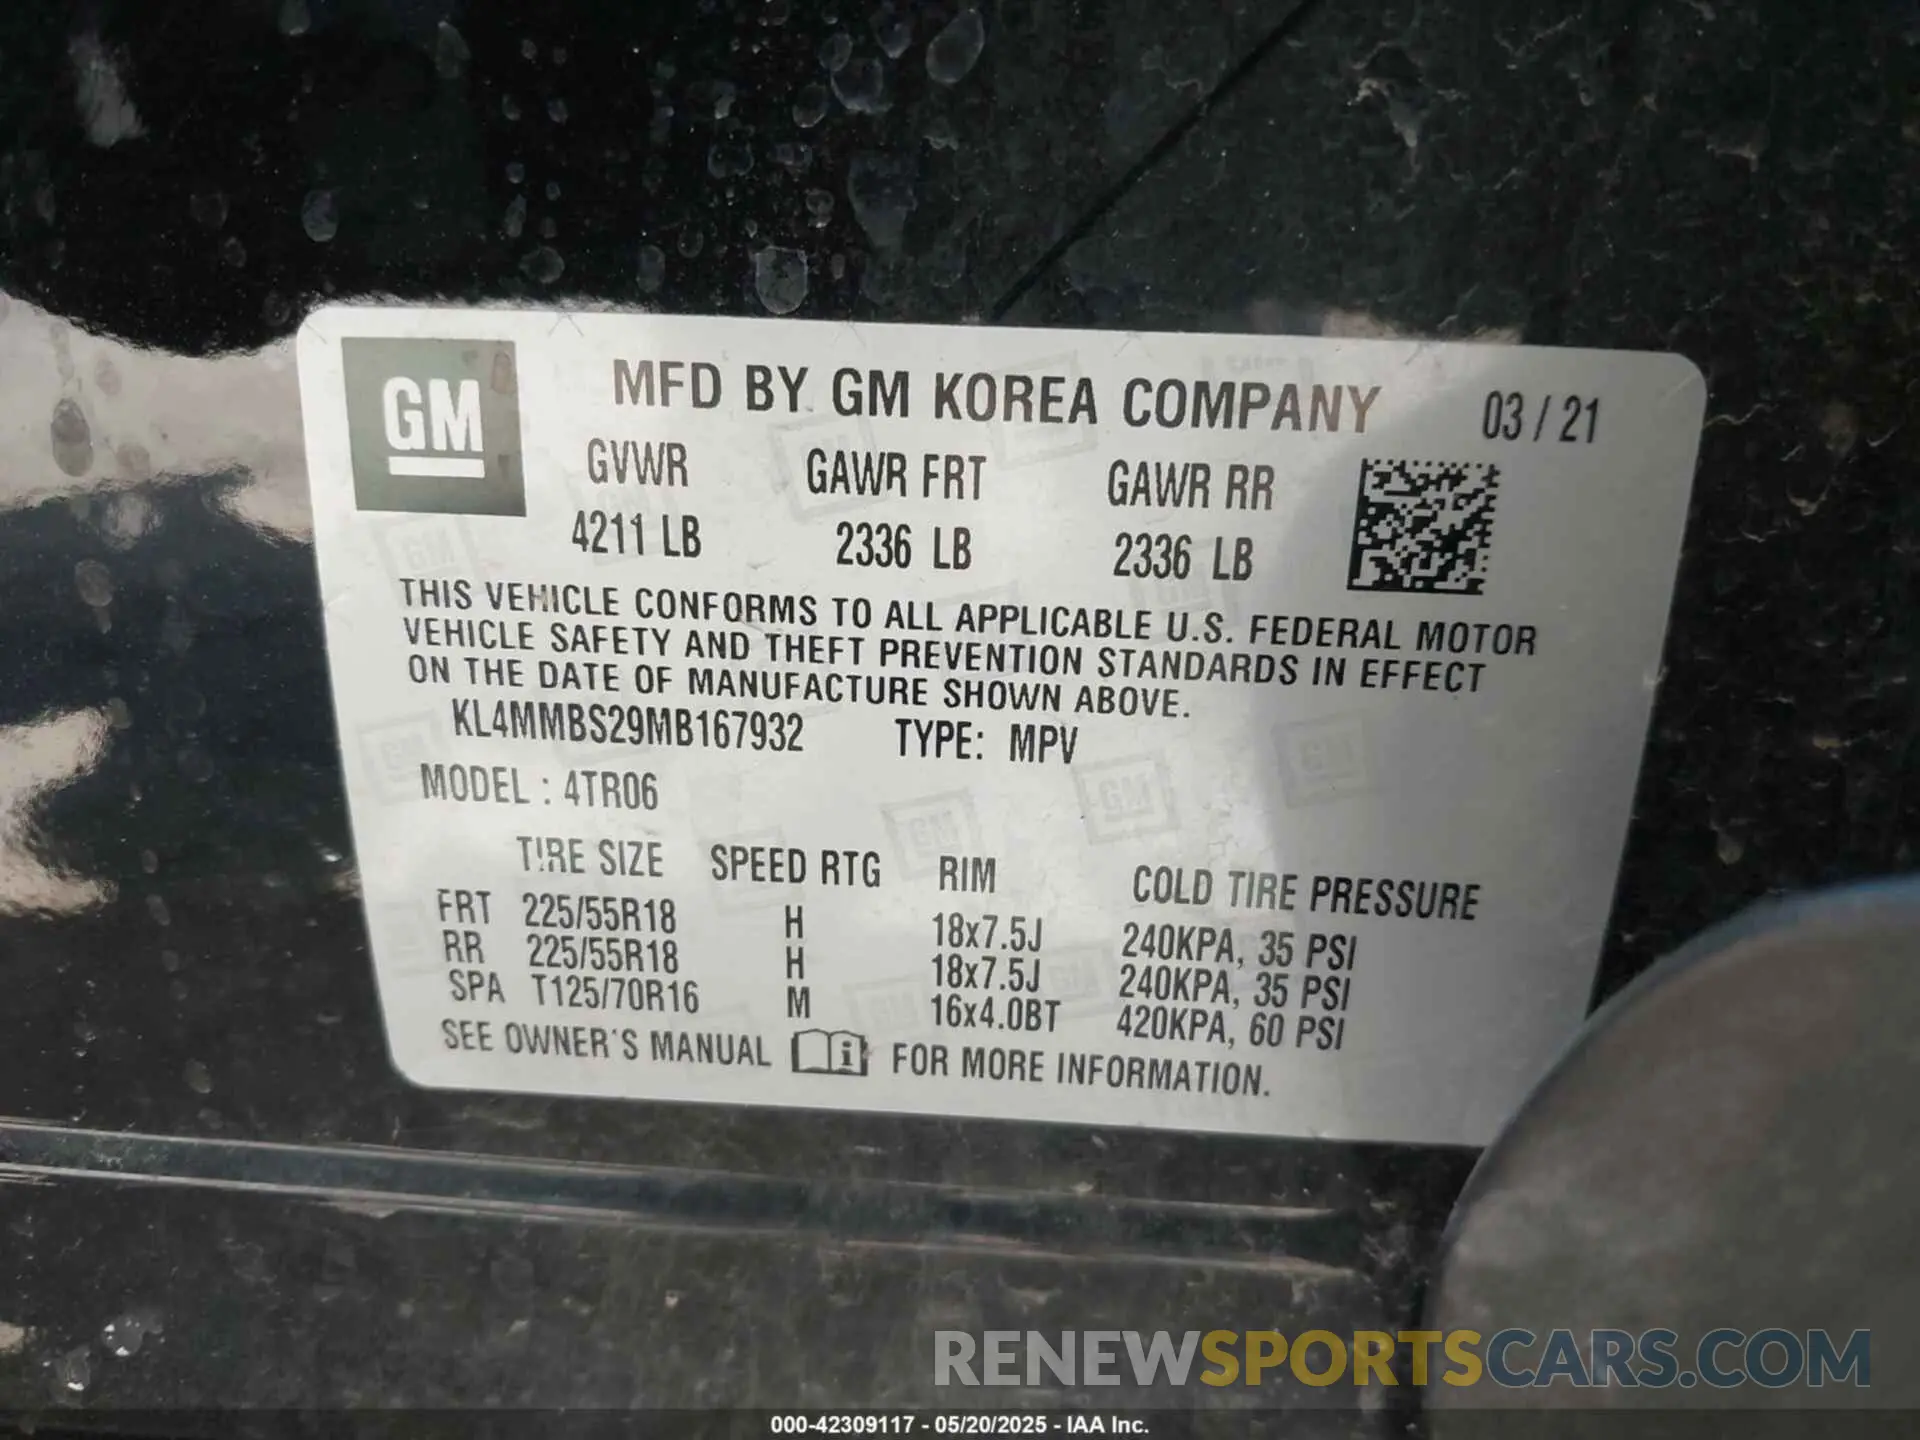 GM
MFD BY GM KOREA COMPANY 03 / 21
GVWR GAWR FRT GAWR RR
4211 LB 2336 LB 2336 LB
THIS VEHICLE CONFORMS TO ALL APPLICABLE U.S. FEDERAL MOTOR
VEHICLE SAFETY AND THEFT PREVENTION STANDARDS IN EFFECT
ON THE DATE OF MANUFACTURE SHOWN ABOVE.
KL4MMBS29MB167932 TYPE: MPV
MODEL : 4TR06
TIRE SIZE SPEED RTG RIM COLD TIRE PRESSURE
FRT 225/55R18 H 18x7.5J 240KPA, 35 PSI
RR 225/55R18 H 18x7.5J 240KPA, 35 PSI
SPA T125/70R16 M 16x4.0BT 420KPA, 60 PSI
SEE OWNER'S MANUAL i FOR MORE INFORMATION.
RENEWSPORTSCARS.COM
000-42309117 - 05/20/2025 - IAA Inc.